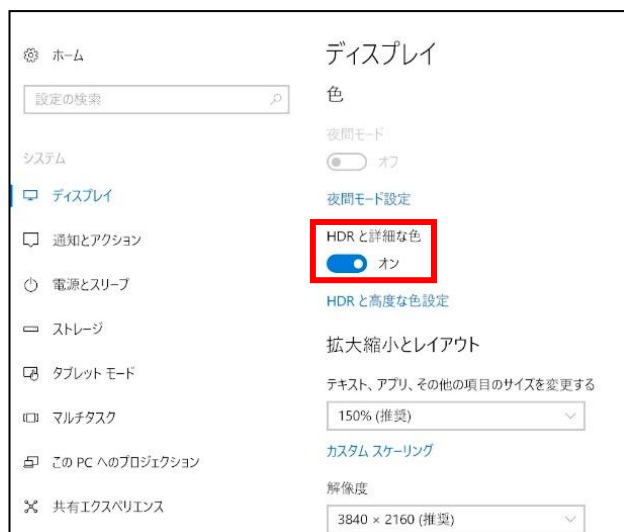 ホーム
設定の検索
システム
ディスプレイ
通知とアクション
電源とスリープ
ストレージ
タブレット モード
マルチタスク
この PC へのプロジェクション
共有エクスペリエンス
ディスプレイ
色
夜間モード
オフ
夜間モード設定
HDR と詳細な色
オン
HDR と高度な色設定
拡大縮小とレイアウト
テキスト、アプリ、その他の項目のサイズを変更する
150% (推奨)
カスタム スケーリング
解像度
3840 × 2160 (推奨)